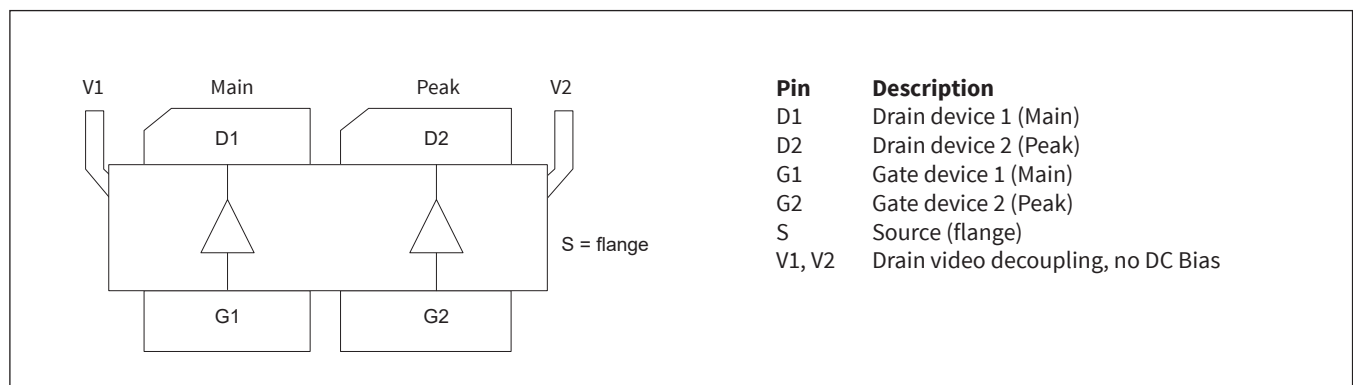 V1 Main Peak V2
D1 D2
S = flange
G1 G2
Pin Description
D1 Drain device 1 (Main)
D2 Drain device 2 (Peak)
G1 Gate device 1 (Main)
G2 Gate device 2 (Peak)
S Source (flange)
V1, V2 Drain video decoupling, no DC Bias